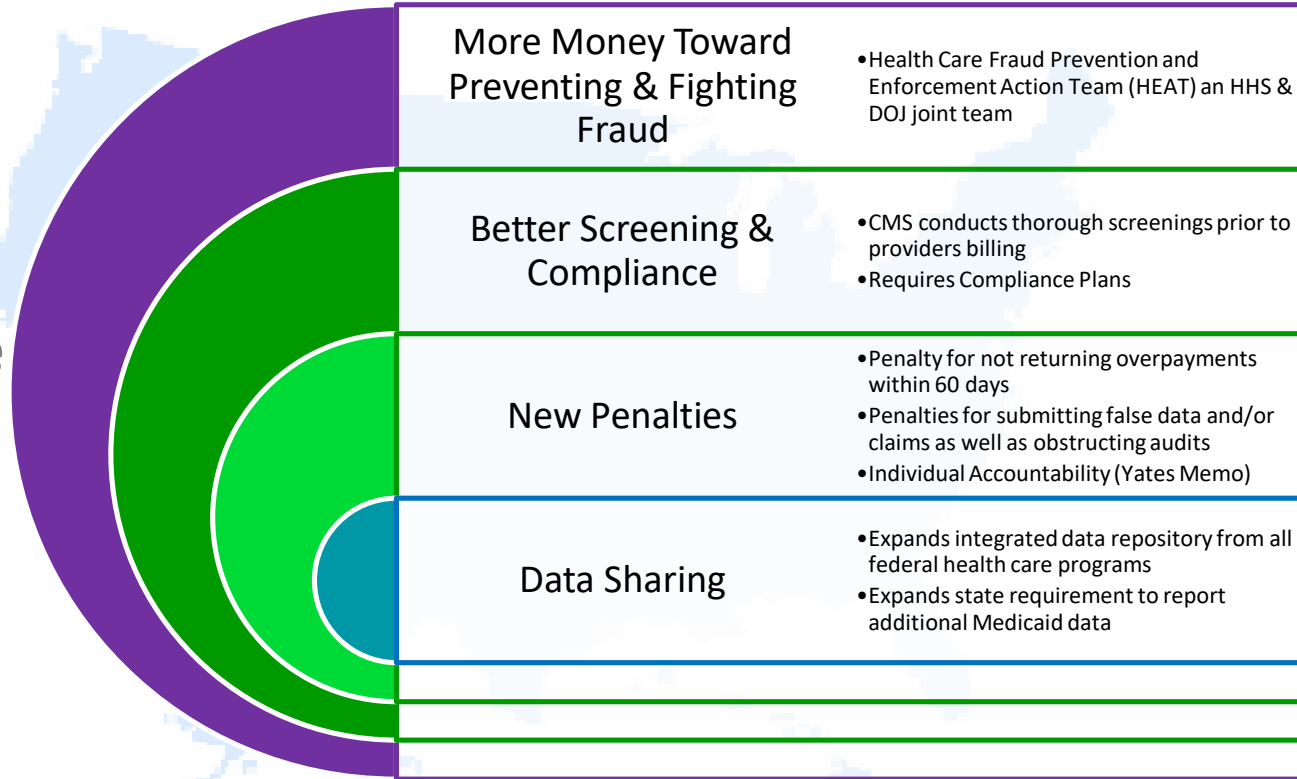 More Money Toward
Preventing & Fighting
Fraud
•Health Care Fraud Prevention and
Enforcement Action Team (HEAT) an HHS &
DOJ joint team
Better Screening &
Compliance
•CMS conducts thorough screenings prior to
providers billing
•Requires Compliance Plans
New Penalties
•Penalty for not returning overpayments
within 60 days
•Penalties for submitting false data and/or
claims as well as obstructing audits
•Individual Accountability (Yates Memo)
Data Sharing
•Expands integrated data repository from all
federal health care programs
•Expands state requirement to report
additional Medicaid data